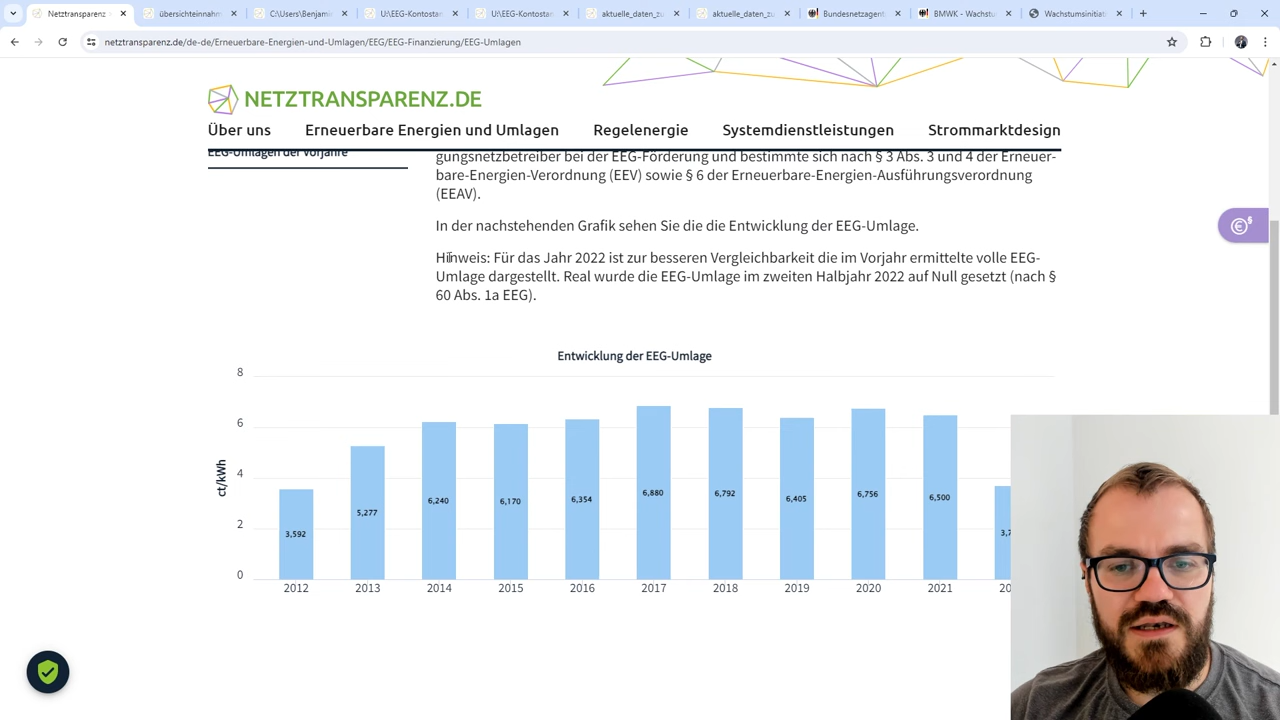 Netztransparenz
übersichteinnahm
C:\Users\Benjami
U:\EEG-Kontostan
U:\EEG-Kontostan
aktuelle_daten_zu
aktuelle_daten_zu
Bundesnetzagent
BMWK - Wachstu
Wachstumsinitiat
netztransparenz.de/de-de/Erneuerbare-Energien-und-Umlagen/EEG/EEG-Finanzierung/EEG-Umlagen
NETZTRANSPARENZ.DE
Über uns Erneuerbare Energien und Umlagen Regelenergie Systemdienstleistungen Strommarktdesign
EEG-Umlagen der Vorjahre
gungsnetzbetreiber bei der EEG-Förderung und bestimmte sich nach § 3 Abs. 3 und 4 der Erneuer-
bare-Energien-Verordnung (EEV) sowie § 6 der Erneuerbare-Energien-Ausführungsverordnung
(EEAV).
In der nachstehenden Grafik sehen Sie die die Entwicklung der EEG-Umlage.
Hinweis: Für das Jahr 2022 ist zur besseren Vergleichbarkeit die im Vorjahr ermittelte volle EEG-
Umlage dargestellt. Real wurde die EEG-Umlage im zweiten Halbjahr 2022 auf Null gesetzt (nach §
60 Abs. 1a EEG).
Entwicklung der EEG-Umlage
ct/kWh
8
6
4
2
0
3,592 5,277 6,240 6,170 6,354 6,880 6,792 6,405 6,756 6,500 3,7
2012 2013 2014 2015 2016 2017 2018 2019 2020 2021 20